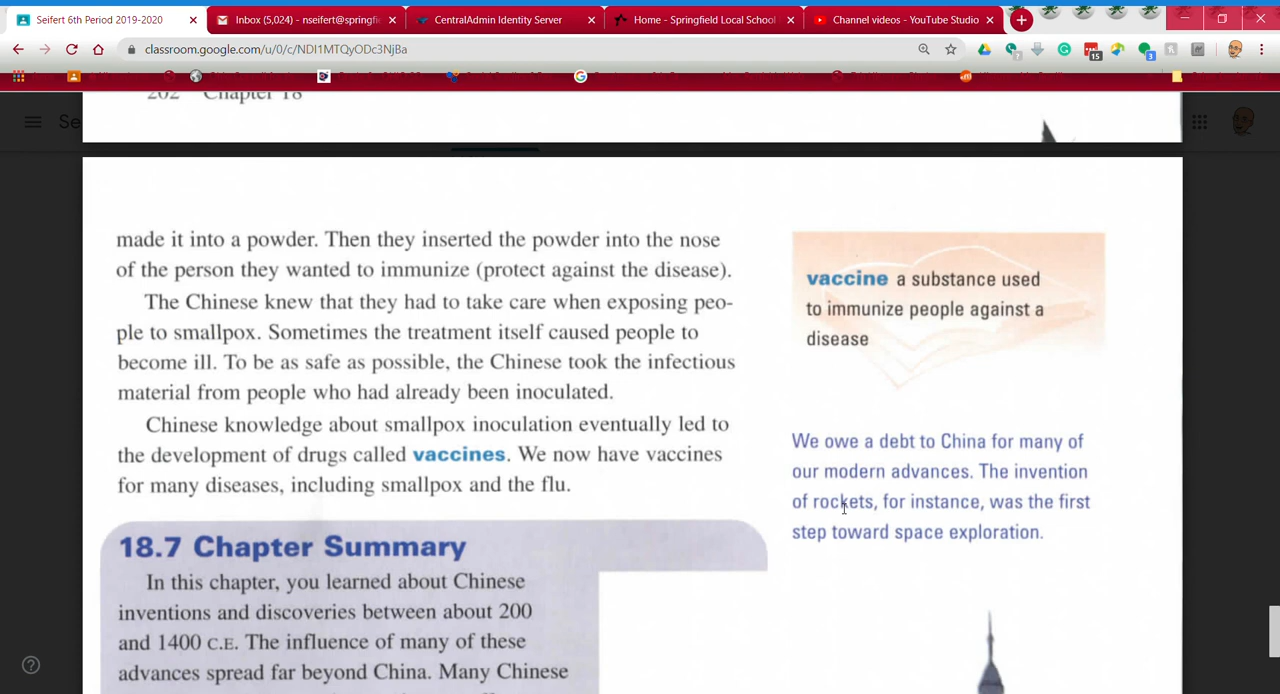 Seifert 6th Period 2019-2020
Inbox (5,024) - nseifert@springfie
CentralAdmin Identity Server
Home - Springfield Local School
Channel videos - YouTube Studio
classroom.google.com/u/0/c/NDI1MTQyODc3NjBa
7
15
3
202 Chapter 18
Se
made it into a powder. Then they inserted the powder into the nose
of the person they wanted to immunize (protect against the disease).
The Chinese knew that they had to take care when exposing peo-
ple to smallpox. Sometimes the treatment itself caused people to
become ill. To be as safe as possible, the Chinese took the infectious
material from people who had already been inoculated.
Chinese knowledge about smallpox inoculation eventually led to
the development of drugs called vaccines. We now have vaccines
for many diseases, including smallpox and the flu.
vaccine a substance used
to immunize people against a
disease
We owe a debt to China for many of
our modern advances. The invention
of rockets, for instance, was the first
step toward space exploration.
18.7 Chapter Summary
In this chapter, you learned about Chinese
inventions and discoveries between about 200
and 1400 C.E. The influence of many of these
advances spread far beyond China. Many Chinese